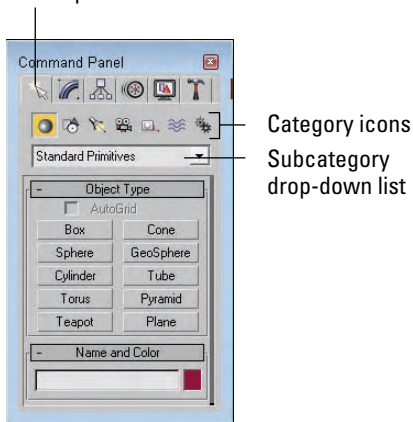 Command Panel
Category icons
Standard Primitives
Subcategory
drop-down list
- Object Type
AutoGrid
Box Cone
Sphere GeoSphere
Cylinder Tube
Torus Pyramid
Teapot Plane
- Name and Color